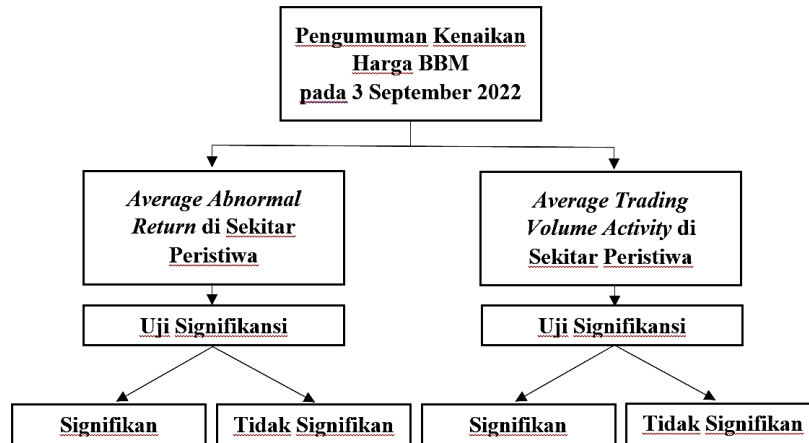 Pengumuman Kenaikan
Harga BBM
pada 3 September 2022
Average Abnormal
Return di Sekitar
Peristiwa
Average Trading
Volume Activity di
Sekitar Peristiwa
Uji Signifikansi
Uji Signifikansi
Signifikan
Tidak Signifikan
Signifikan
Tidak Signifikan